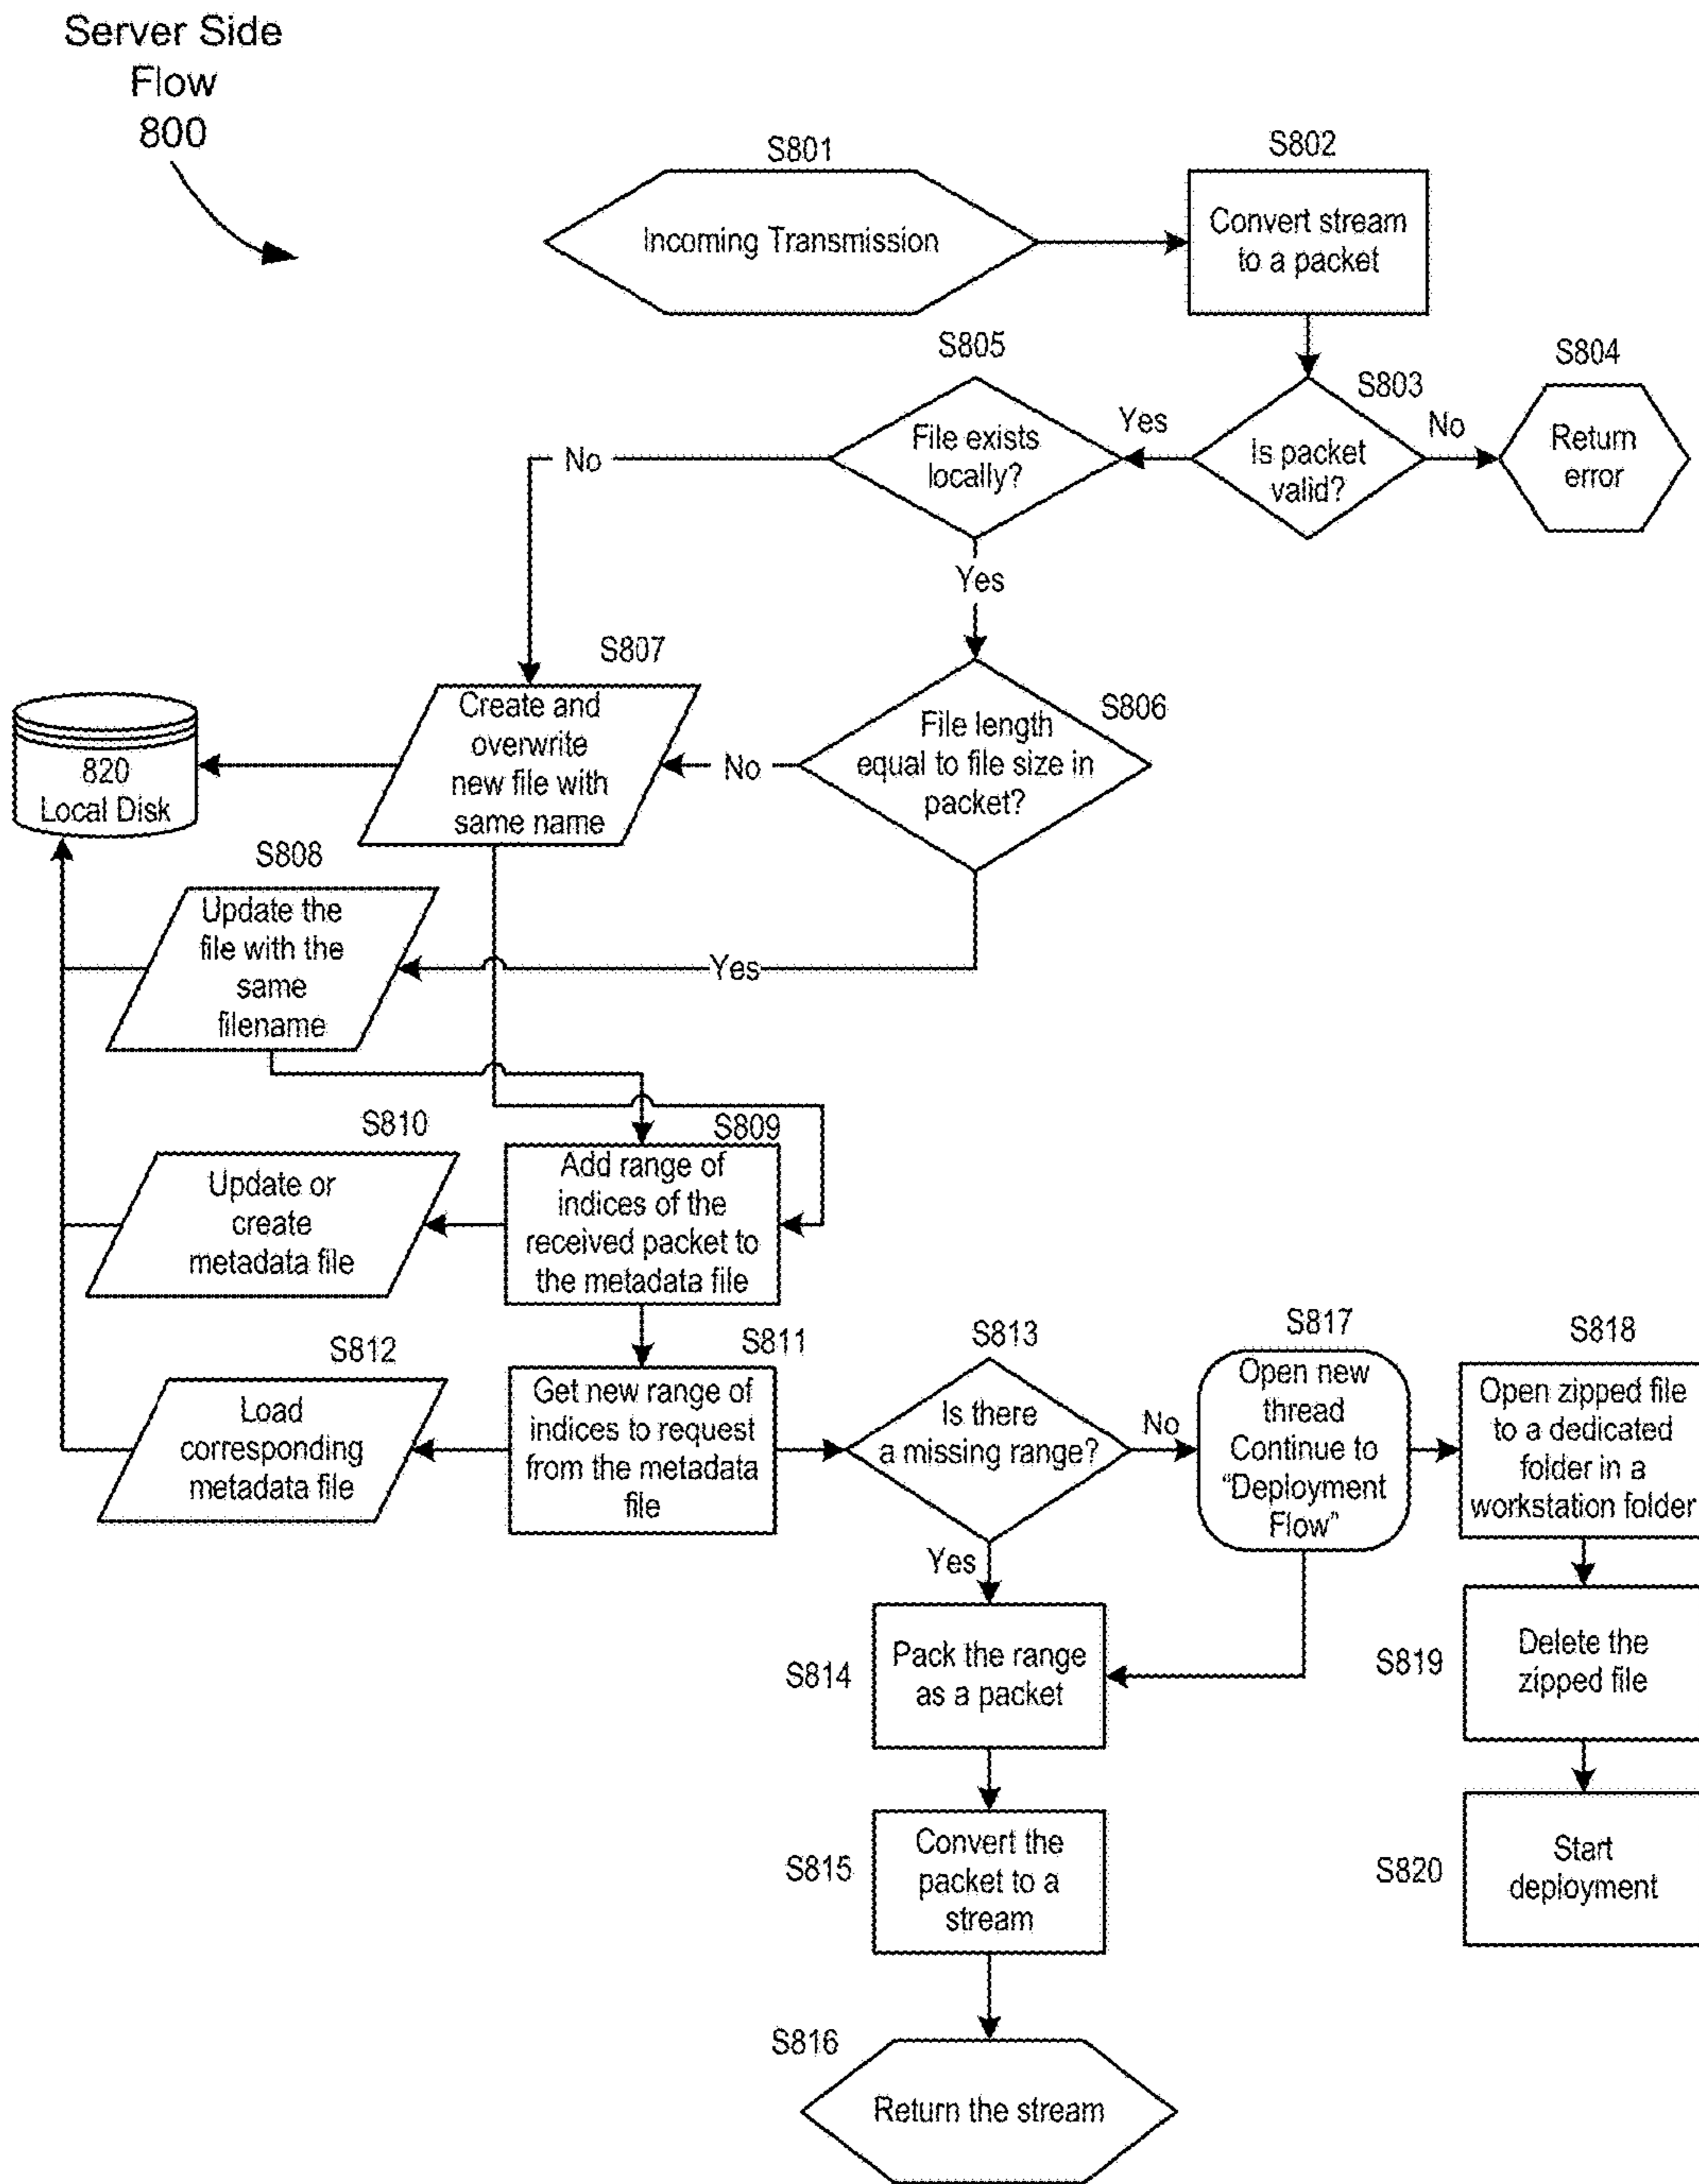 Server Side
Flow
800
S801
Incoming Transmission
S802
Convert stream
to a packet
S803
Is packet
valid?
Yes
No
S804
Return
error
S805
File exists
locally?
No
Yes
S806
File length
equal to file size in
packet?
No
Yes
S807
Create and
overwrite
new file with
same name
820
Local Disk
S808
Update the
file with the
same
filename
S809
Add range of
indices of the
received packet to
the metadata file
S810
Update or
create
metadata file
S811
Get new range of
indices to request
from the metadata
file
S812
Load
corresponding
metadata file
S813
Is there
a missing range?
No
Yes
S817
Open new
thread
Continue to
“Deployment
Flow”
S818
Open zipped file
to a dedicated
folder in a
workstation folder
S814
Pack the range
as a packet
S819
Delete the
zipped file
S815
Convert the
packet to a
stream
S820
Start
deployment
S816
Return the stream